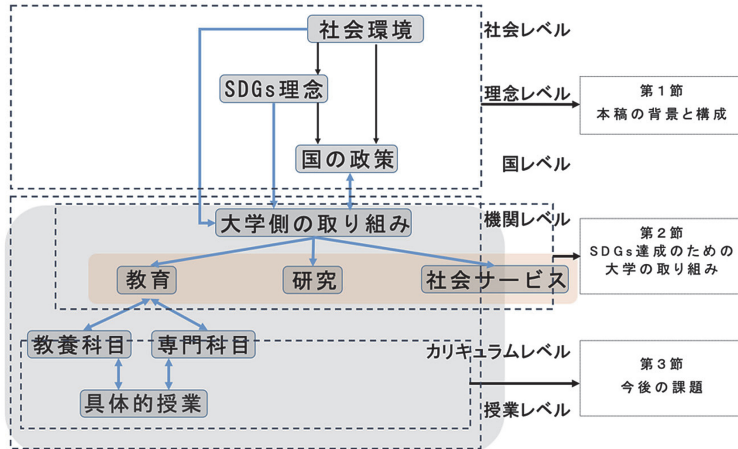 社会環境
社会レベル
SDGs理念
理念レベル
第1節
本稿の背景と構成
国の政策
国レベル
大学側の取り組み
機関レベル
第2節
SDGs達成のための
大学の取り組み
教育
研究
社会サービス
教養科目
専門科目
カリキュラムレベル
第3節
今後の課題
具体的授業
授業レベル